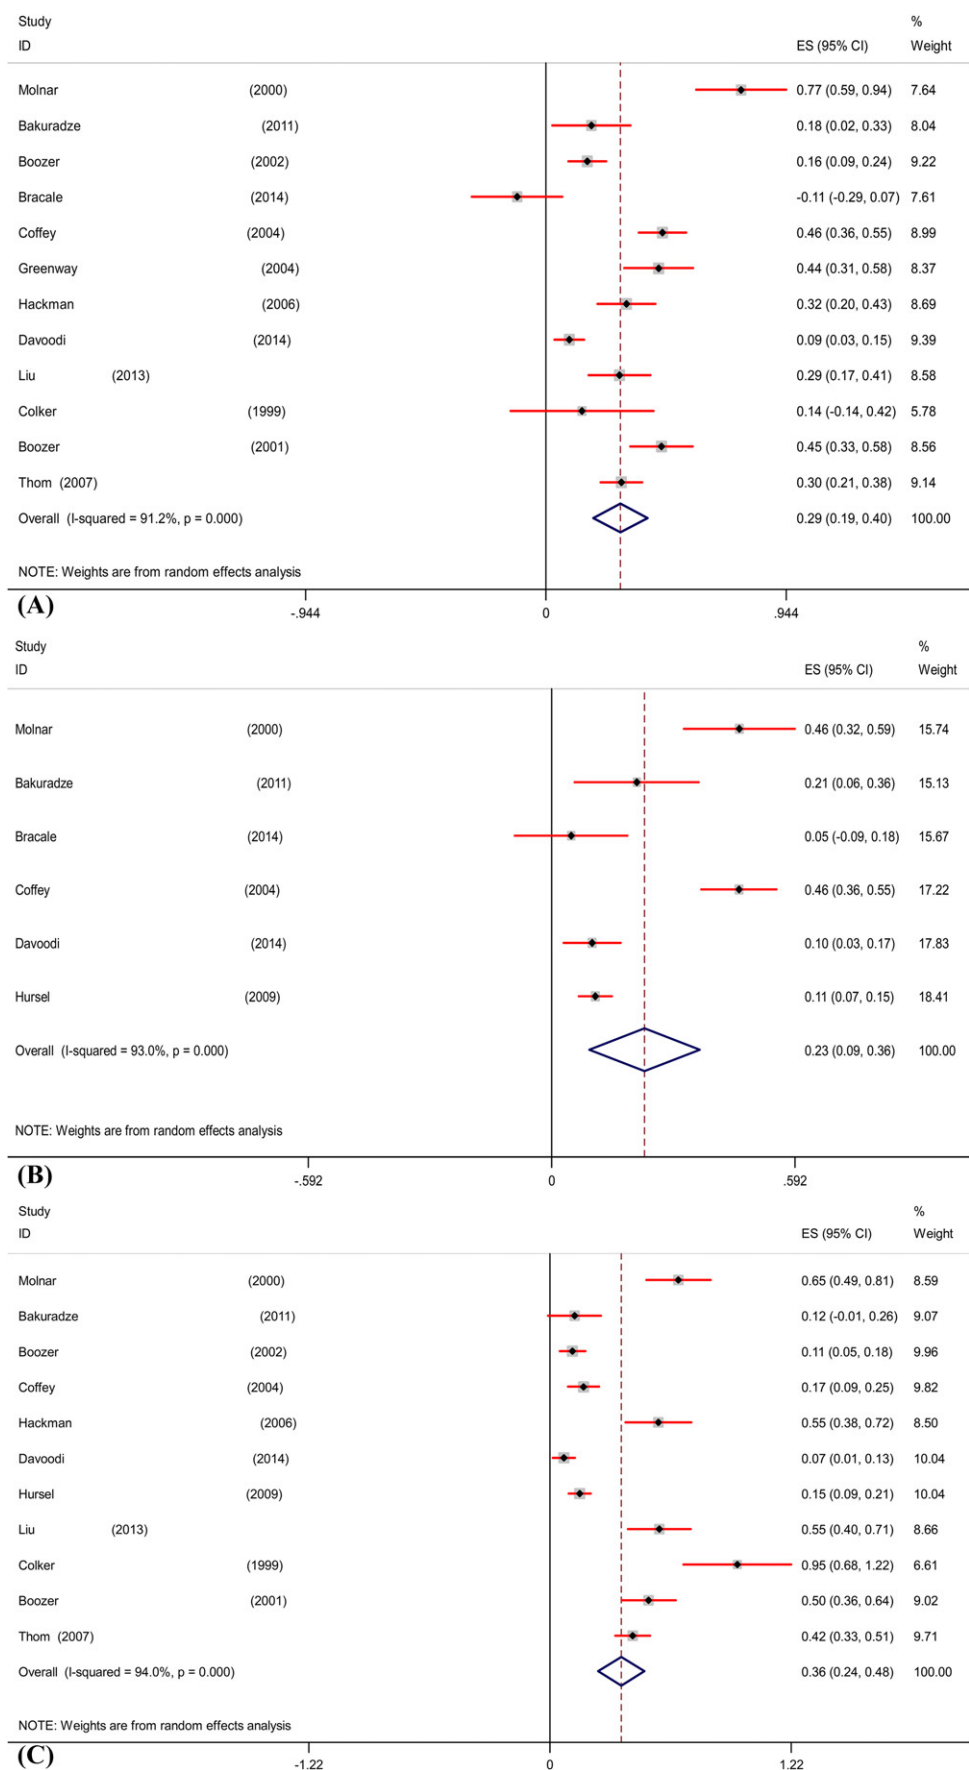 Study %
ID ES (95% CI) Weight
Molnar (2000) 0.77 (0.59, 0.94) 7.64
Bakuradze (2011) 0.18 (0.02, 0.33) 8.04
Boozer (2002) 0.16 (0.09, 0.24) 9.22
Bracale (2014) -0.11 (-0.29, 0.07) 7.61
Coffey (2004) 0.46 (0.36, 0.55) 8.99
Greenway (2004) 0.44 (0.31, 0.58) 8.37
Hackman (2006) 0.32 (0.20, 0.43) 8.69
Davoodi (2014) 0.09 (0.03, 0.15) 9.39
Liu (2013) 0.29 (0.17, 0.41) 8.58
Colker (1999) 0.14 (-0.14, 0.42) 5.78
Boozer (2001) 0.45 (0.33, 0.58) 8.56
Thom (2007) 0.30 (0.21, 0.38) 9.14
Overall (I-squared = 91.2%, p = 0.000) 0.29 (0.19, 0.40) 100.00
NOTE: Weights are from random effects analysis
(A) -.944 0 .944
Study %
ID ES (95% CI) Weight
Molnar (2000) 0.46 (0.32, 0.59) 15.74
Bakuradze (2011) 0.21 (0.06, 0.36) 15.13
Bracale (2014) 0.05 (-0.09, 0.18) 15.67
Coffey (2004) 0.46 (0.36, 0.55) 17.22
Davoodi (2014) 0.10 (0.03, 0.17) 17.83
Hursel (2009) 0.11 (0.07, 0.15) 18.41
Overall (I-squared = 93.0%, p = 0.000) 0.23 (0.09, 0.36) 100.00
NOTE: Weights are from random effects analysis
(B) -.592 0 .592
Study %
ID ES (95% CI) Weight
Molnar (2000) 0.65 (0.49, 0.81) 8.59
Bakuradze (2011) 0.12 (-0.01, 0.26) 9.07
Boozer (2002) 0.11 (0.05, 0.18) 9.96
Coffey (2004) 0.17 (0.09, 0.25) 9.82
Hackman (2006) 0.55 (0.38, 0.72) 8.50
Davoodi (2014) 0.07 (0.01, 0.13) 10.04
Hursel (2009) 0.15 (0.09, 0.21) 10.04
Liu (2013) 0.55 (0.40, 0.71) 8.66
Colker (1999) 0.95 (0.68, 1.22) 6.61
Boozer (2001) 0.50 (0.36, 0.64) 9.02
Thom (2007) 0.42 (0.33, 0.51) 9.71
Overall (I-squared = 94.0%, p = 0.000) 0.36 (0.24, 0.48) 100.00
NOTE: Weights are from random effects analysis
(C) -1.22 0 1.22